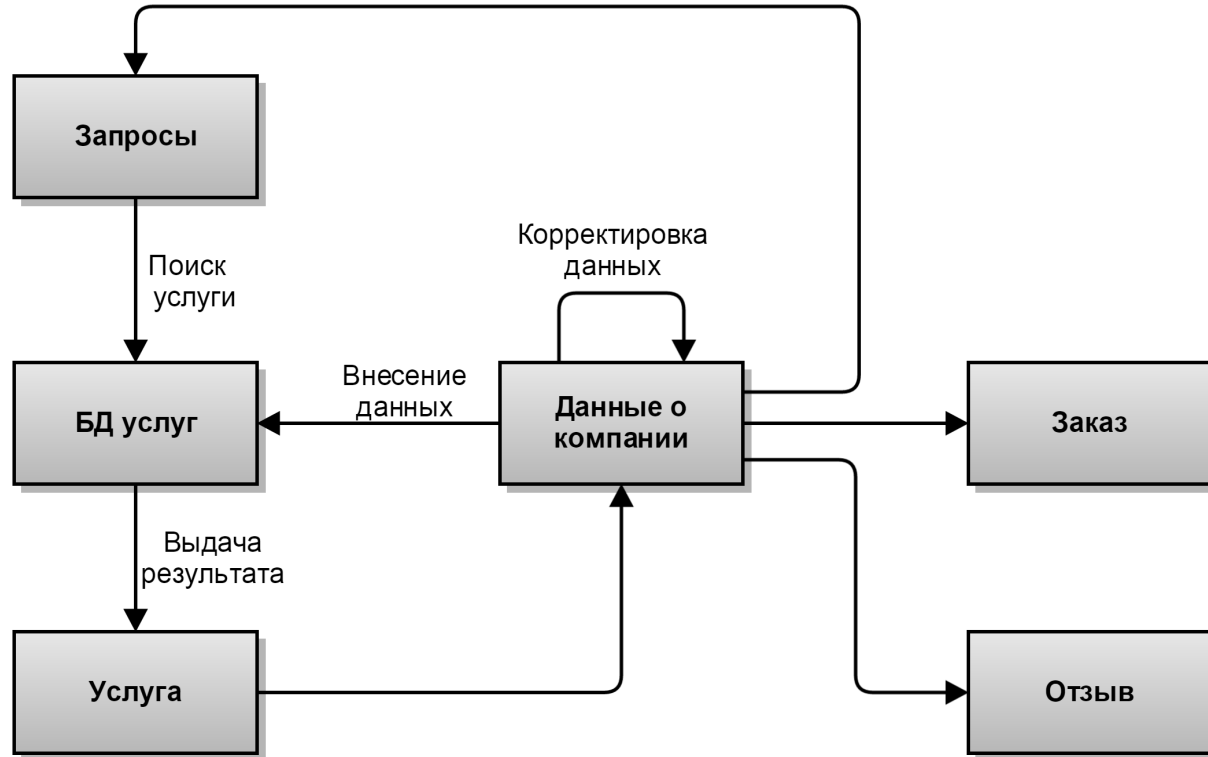 Запросы
Поиск
услуги
Корректировка
данных
БД услуг
Внесение
данных
Данные о
компании
Заказ
Выдача
результата
Услуга
Отзыв